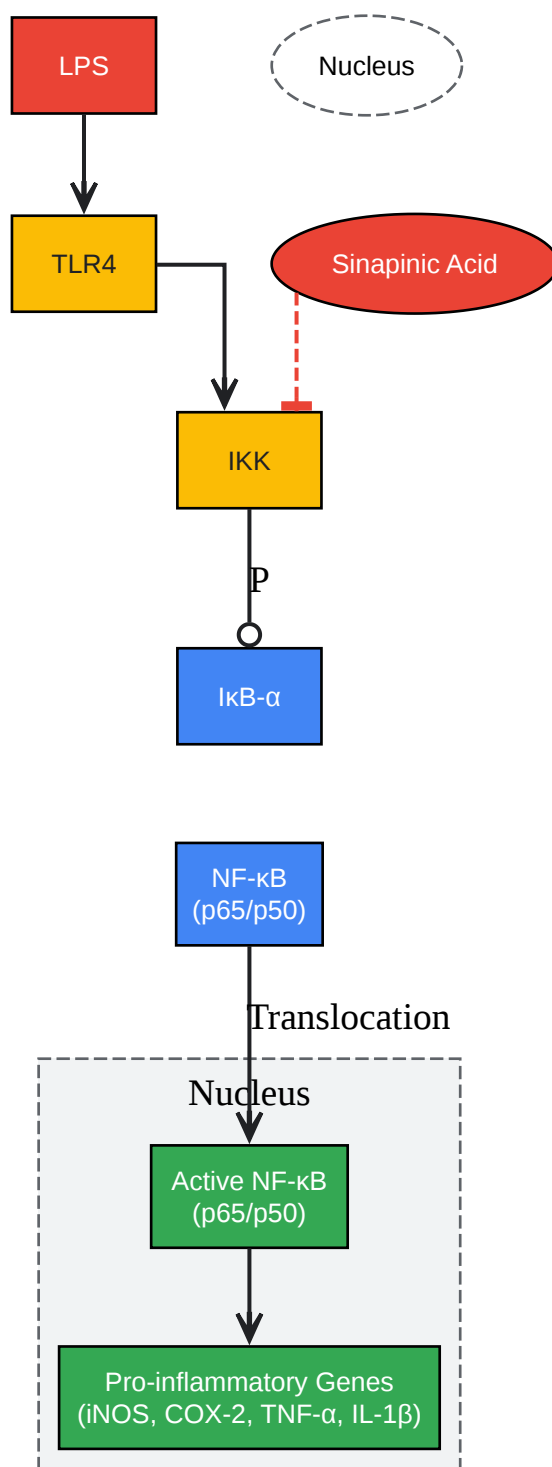 LPS
Nucleus
TLR4
Sinapinic Acid
IKK
P
IκB-α
NF-κB
(p65/p50)
Translocation
Nucleus
Active NF-κB
(p65/p50)
Pro-inflammatory Genes
(iNOS, COX-2, TNF-α, IL-1β)